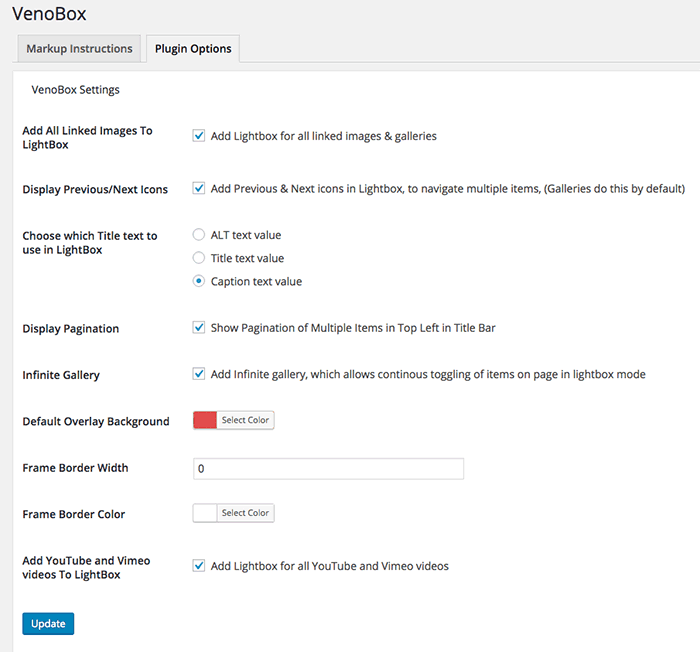 VenoBox
Markup Instructions
Plugin Options
VenoBox Settings
Add All Linked Images To
LightBox
Add Lightbox for all linked images & galleries
Display Previous/Next Icons
Add Previous & Next icons in Lightbox, to navigate multiple items, (Galleries do this by default)
Choose which Title text to
use in LightBox
ALT text value
Title text value
Caption text value
Display Pagination
Show Pagination of Multiple Items in Top Left in Title Bar
Infinite Gallery
Add Infinite gallery, which allows continous toggling of items on page in lightbox mode
Default Overlay Background
Select Color
Frame Border Width
0
Frame Border Color
Select Color
Add YouTube and Vimeo
videos To LightBox
Add Lightbox for all YouTube and Vimeo videos
Update